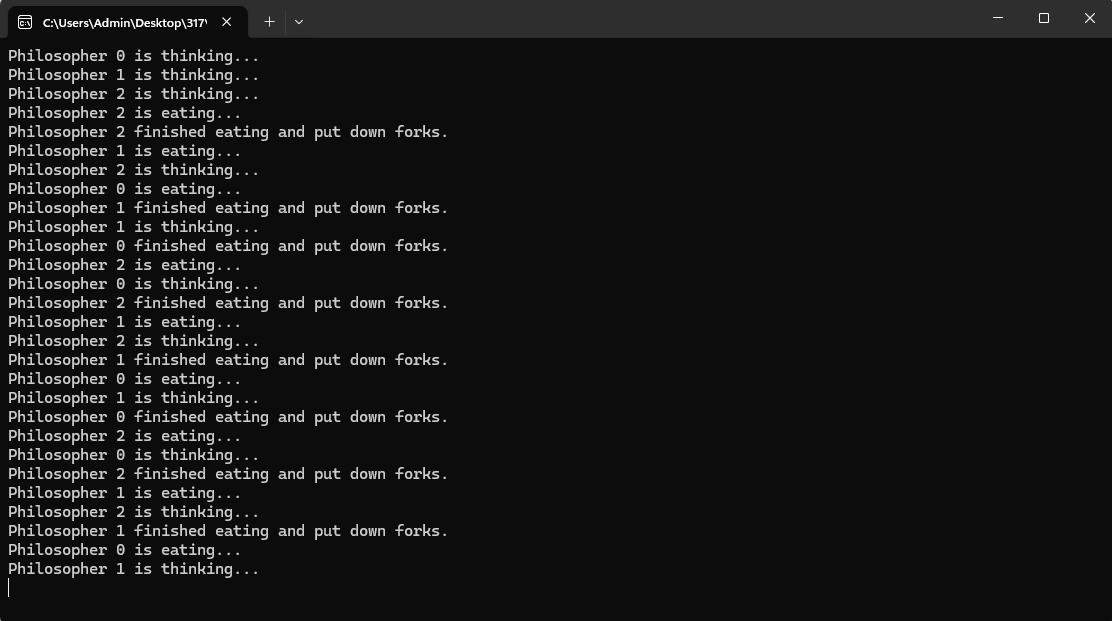 C:\Users\Admin\Desktop\317\
Philosopher 0 is thinking...
Philosopher 1 is thinking...
Philosopher 2 is thinking...
Philosopher 2 is eating...
Philosopher 2 finished eating and put down forks.
Philosopher 1 is eating...
Philosopher 2 is thinking...
Philosopher 0 is eating...
Philosopher 1 finished eating and put down forks.
Philosopher 1 is thinking...
Philosopher 0 finished eating and put down forks.
Philosopher 2 is eating...
Philosopher 0 is thinking...
Philosopher 2 finished eating and put down forks.
Philosopher 1 is eating...
Philosopher 2 is thinking...
Philosopher 1 finished eating and put down forks.
Philosopher 0 is eating...
Philosopher 1 is thinking...
Philosopher 0 finished eating and put down forks.
Philosopher 2 is eating...
Philosopher 0 is thinking...
Philosopher 2 finished eating and put down forks.
Philosopher 1 is eating...
Philosopher 2 is thinking...
Philosopher 1 finished eating and put down forks.
Philosopher 0 is eating...
Philosopher 1 is thinking...